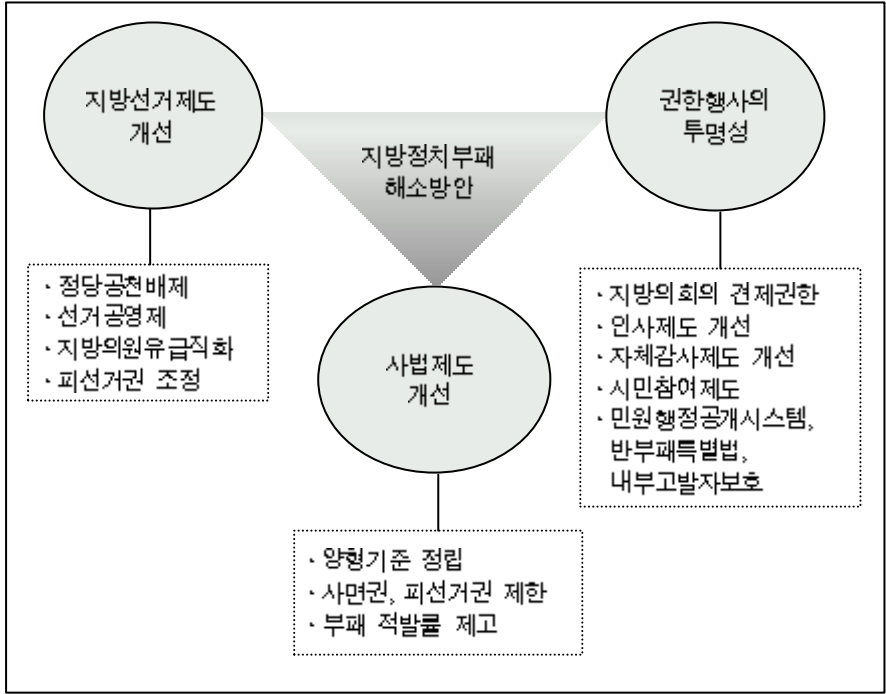 지방선거제도
개선
권한행사의
투명성
지방정치부패
해소방안
· 정당공천배제
· 선거공영제
· 지방의원유급직화
· 피선거권 조정
사법제도
개선
· 지방의회의 견제권한
· 인사제도 개선
· 자체감사제도 개선
· 시민참여제도
· 민원행정공개시스템,
반부패특별법,
내부고발자보호
· 양형기준 정립
· 사면권, 피선거권 제한
· 부패 적발률 제고